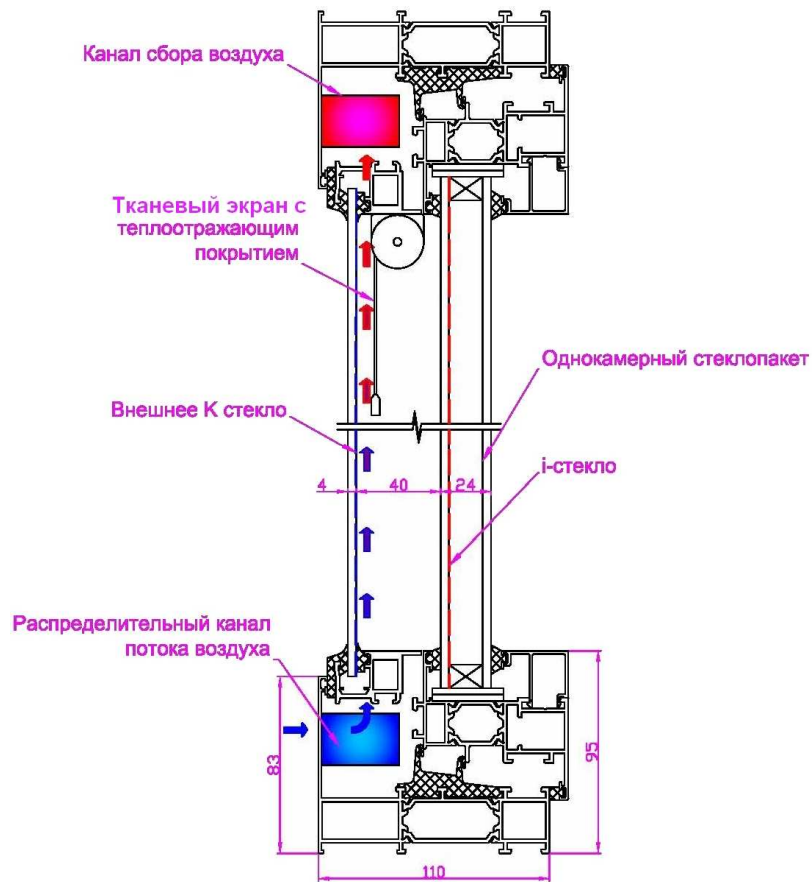 Канал сбора воздуха
Тканевый экран с
теплоотражающим
покрытием
Однокамерный стеклопакет
Внешнее К стекло
i-стекло
4
40
24
Распределительный канал
потока воздуха
83
95
110